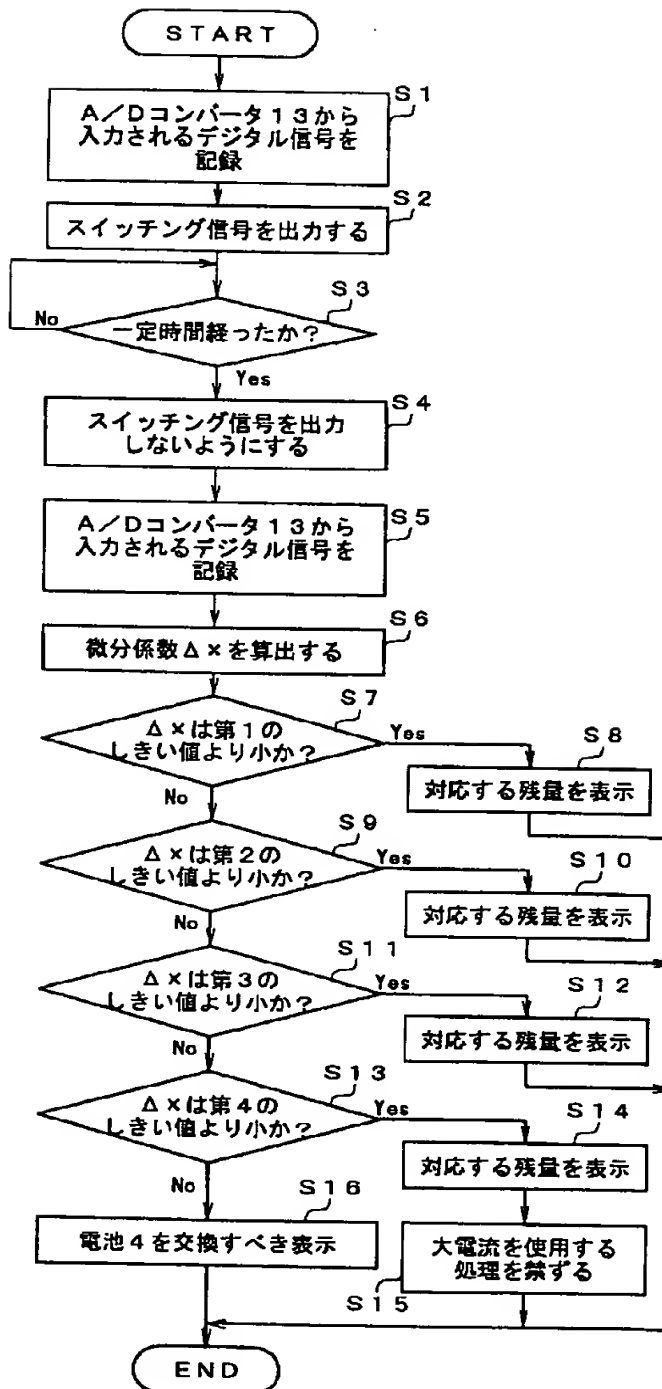 START
S1
A/Dコンバータ13から
入力されるデジタル信号を
記録
S2
スイッチング信号を出力する
S3
No
一定時間経ったか?
Yes
S4
スイッチング信号を出力
しないようにする
S5
A/Dコンバータ13から
入力されるデジタル信号を
記録
S6
微分係数Δ×を算出する
S7
Δ×は第1の
しきい値より小か?
Yes
S8
対応する残量を表示
No
S9
Δ×は第2の
しきい値より小か?
Yes
S10
対応する残量を表示
No
S11
Δ×は第3の
しきい値より小か?
Yes
S12
対応する残量を表示
No
S13
Δ×は第4の
しきい値より小か?
Yes
S14
対応する残量を表示
No
S16
電池4を交換すべき表示
大電流を使用する
処理を禁ずる
S15
END